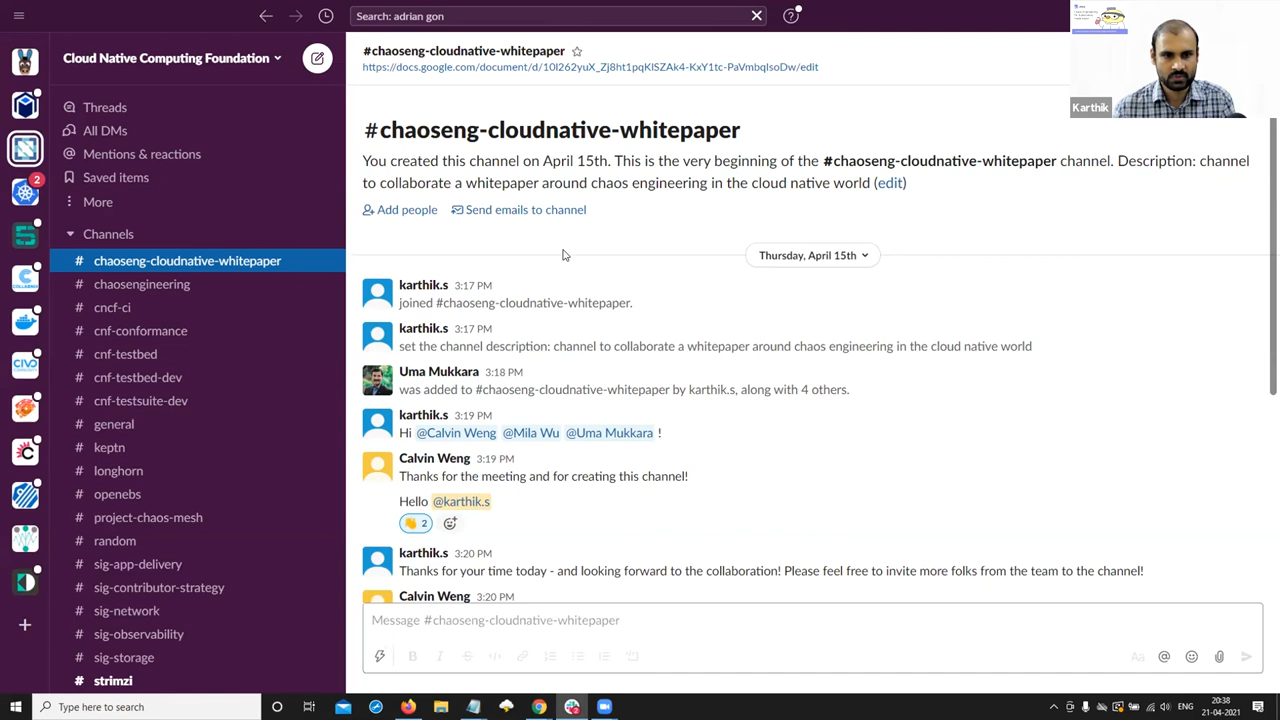 Search: adrian gon
#chaoseng-cloudnative-whitepaper
https://docs.google.com/document/d/10l262yuX_Zj8ht1pqKlSZAk4-KxY1tc-PaVmbqIsoDw/edit
Karthik
Cloud Native Computing Foundation
Threads
All DMs
Mentions & reactions
Saved items
More
Channels
# chaoseng-cloudnative-whitepaper
# chaosengineering
# cncf-ci
# cnf-conformance
# cnf-testbed
# cnf-testbed-dev
# cnf-testsuite-dev
# general
# keptn
# longhorn
# openebs
# project-chaos-mesh
# random
# sig-app-delivery
# sig-contributor-strategy
# sig-network
# sig-observability
# sig-storage
# strimzi
2
#chaoseng-cloudnative-whitepaper
You created this channel on April 15th. This is the very beginning of the #chaoseng-cloudnative-whitepaper channel. Description: channel
to collaborate a whitepaper around chaos engineering in the cloud native world (edit)
Add people Send emails to channel
Thursday, April 15th
karthik.s 3:17 PM
joined #chaoseng-cloudnative-whitepaper.
karthik.s 3:17 PM
set the channel description: channel to collaborate a whitepaper around chaos engineering in the cloud native world
Uma Mukkara 3:18 PM
was added to #chaoseng-cloudnative-whitepaper by karthik.s, along with 4 others.
karthik.s 3:19 PM
Hi @Calvin Weng @Mila Wu @Uma Mukkara !
Calvin Weng 3:19 PM
Thanks for the meeting and for creating this channel!
Hello @karthik.s
2
karthik.s 3:20 PM
Thanks for your time today - and looking forward to the collaboration! Please feel free to invite more folks from the team to the channel!
Calvin Weng 3:20 PM
Message #chaoseng-cloudnative-whitepaper
Type here to search
ENG
20:38
21-04-2021